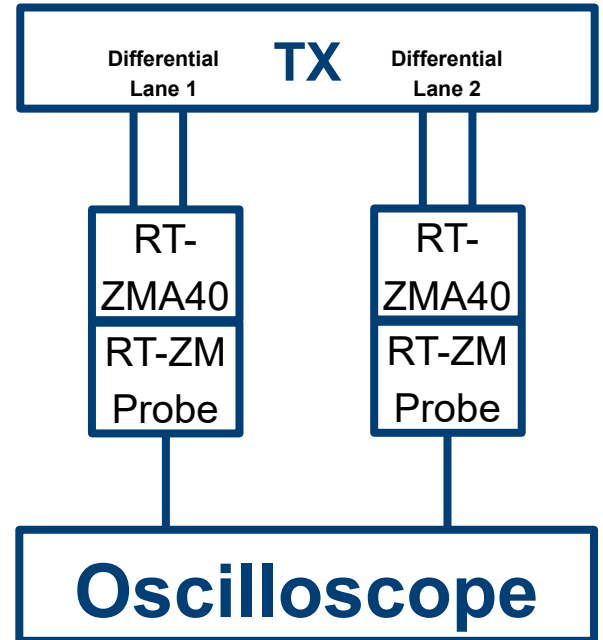 Differential
Lane 1
TX
Differential
Lane 2
RT-
ZMA40
RT-ZM
Probe
RT-
ZMA40
RT-ZM
Probe
Oscilloscope